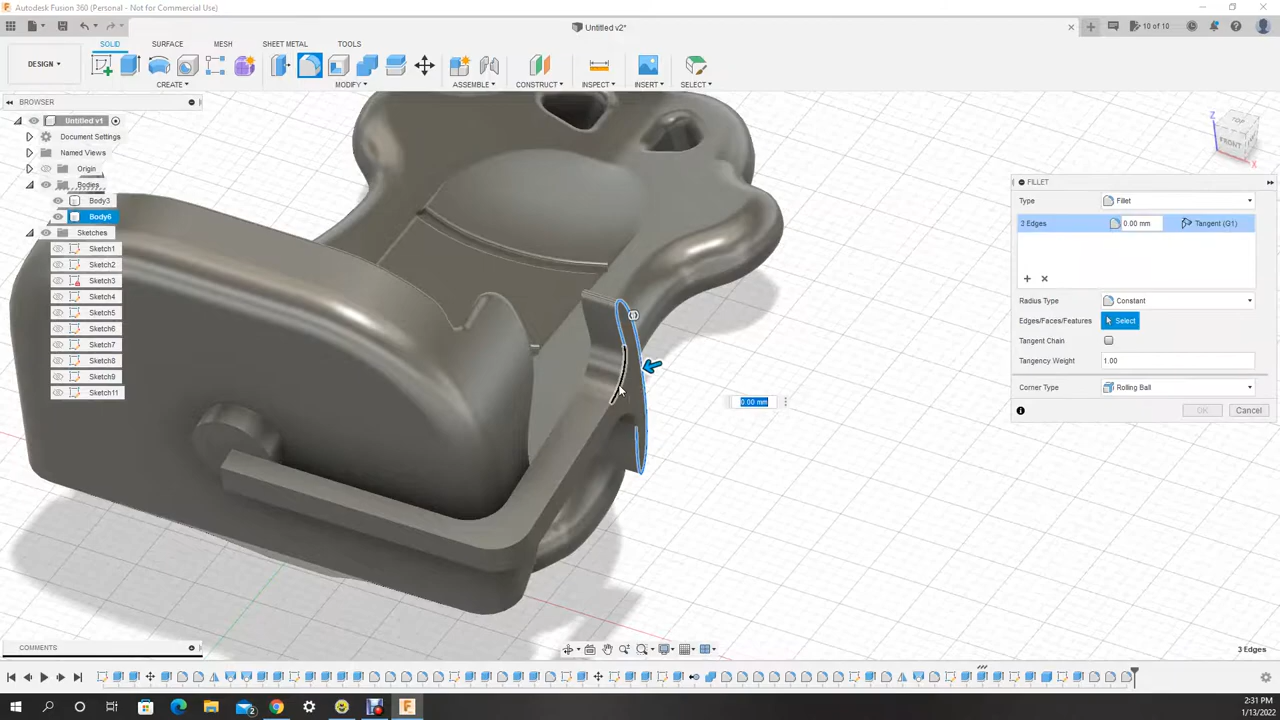 Autodesk Fusion 360 (Personal - Not for Commercial Use)
Untitled v2*
10 of 10
SOLID SURFACE MESH SHEET METAL TOOLS
DESIGN
CREATE MODIFY ASSEMBLE CONSTRUCT INSPECT INSERT SELECT
BROWSER
Untitled v1
Document Settings
Named Views
Origin
Bodies
Body3
Body6
Sketches
Sketch1
Sketch2
Sketch3
Sketch4
Sketch5
Sketch6
Sketch7
Sketch8
Sketch9
Sketch11
Z
TOP
FRONT
X
FILLET
Type Fillet
2 Edges 0.00 mm Tangent (G1)
Radius Type Constant
Edges/Faces/Features Select
Tangent Chain
Tangency Weight 1.00
Corner Type Rolling Ball
OK Cancel
0.00 mm
COMMENTS
3 Edges
2
2:31 PM
1/13/2022